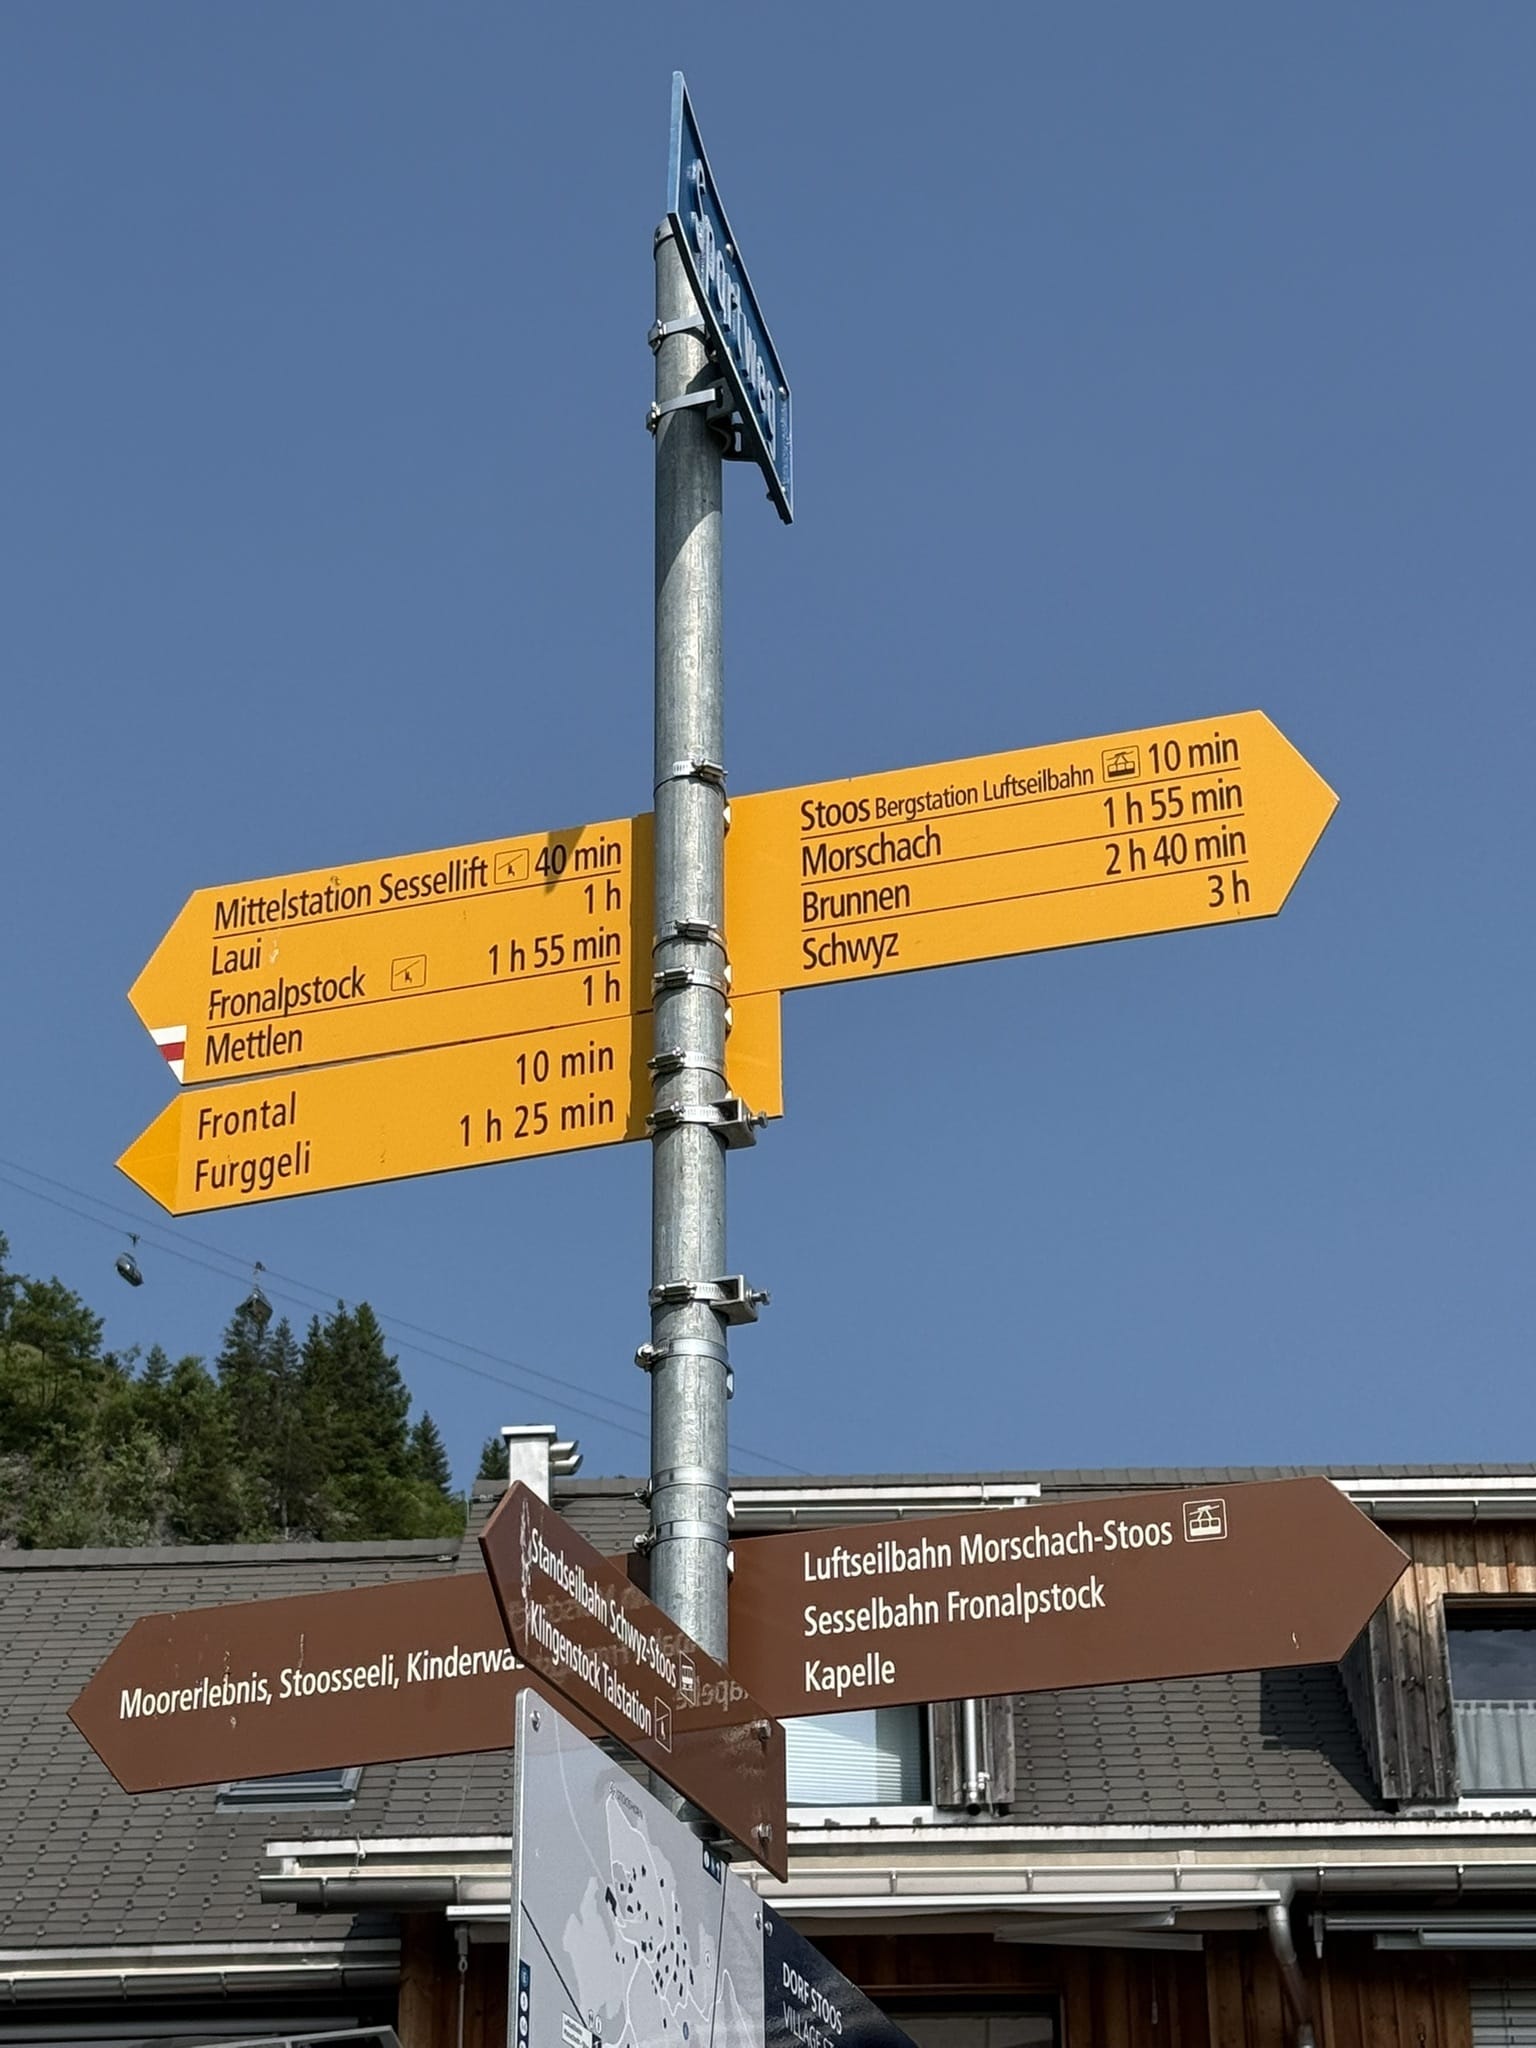 Sportweg
Stoos Bergstation Luftseilbahn 10 min
Morschach 1 h 55 min
Brunnen 2 h 40 min
Schwyz 3 h
Mittelstation Sessellift 40 min
Laui 1 h
Fronalpstock 1 h 55 min
Mettlen 1 h
Frontal 10 min
Furggeli 1 h 25 min
Luftseilbahn Morschach-Stoos
Sesselbahn Fronalpstock
Kapelle
Standseilbahn Schwyz-Stoos
Klingenstock Talstation
Moorerlebnis, Stoosseeli,
DORF STOOS
VILLAGE